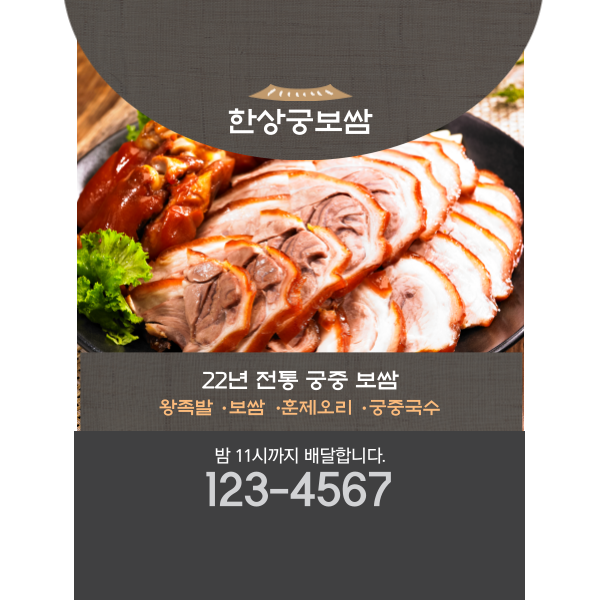 한상궁보쌈
22년 전통 궁중 보쌈
왕족발 ·보쌈 ·훈제오리 ·궁중국수
밤 11시까지 배달합니다.
123-4567